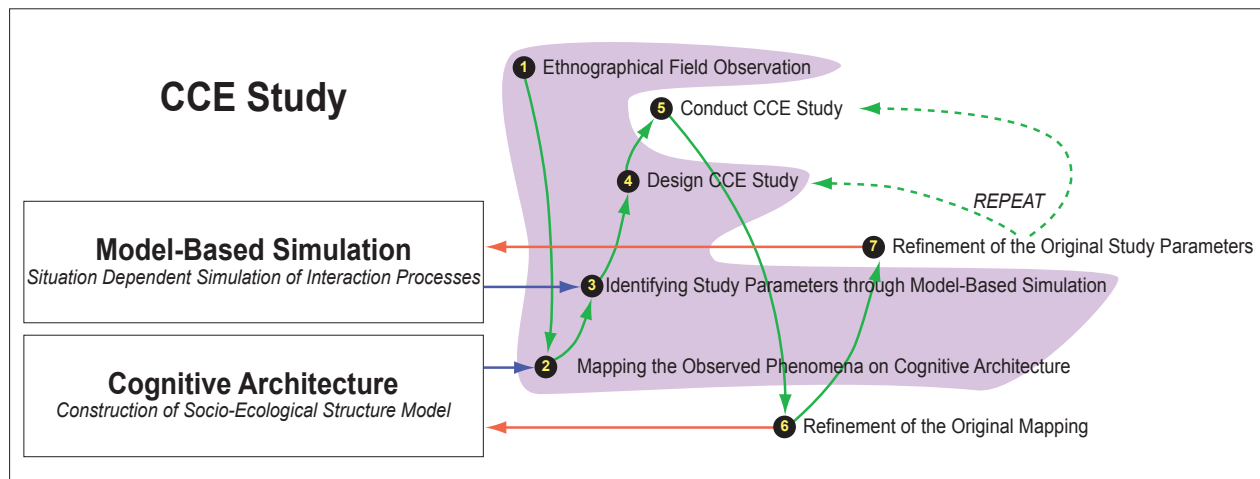 CCE Study
1 Ethnographical Field Observation
5 Conduct CCE Study
4 Design CCE Study
REPEAT
7 Refinement of the Original Study Parameters
Model-Based Simulation
Situation Dependent Simulation of Interaction Processes
3 Identifying Study Parameters through Model-Based Simulation
2 Mapping the Observed Phenomena on Cognitive Architecture
Cognitive Architecture
Construction of Socio-Ecological Structure Model
6 Refinement of the Original Mapping